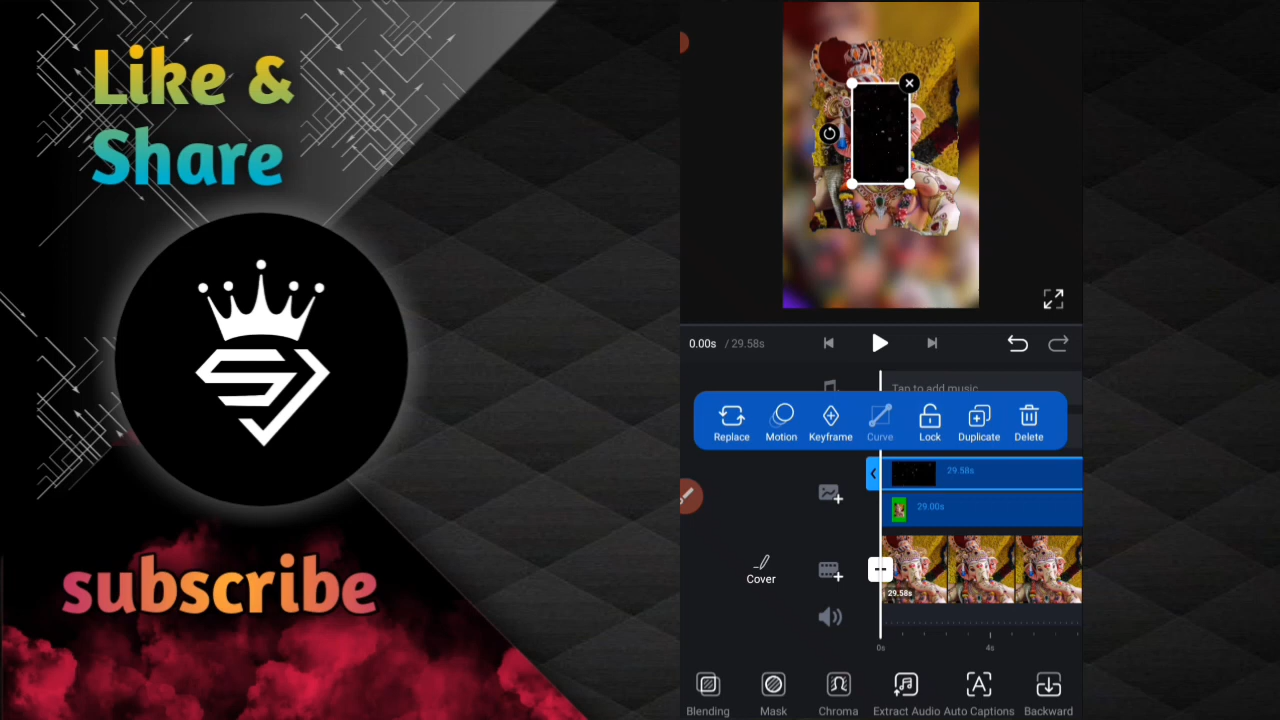 Like &
Share
subscribe
0.00s / 29.58s
Tap to add music
Replace Motion Keyframe Curve Lock Duplicate Delete
29.58s
29.00s
Cover
29.58s
0s 4s
Blending Mask Chroma Extract Audio Auto Captions Backward